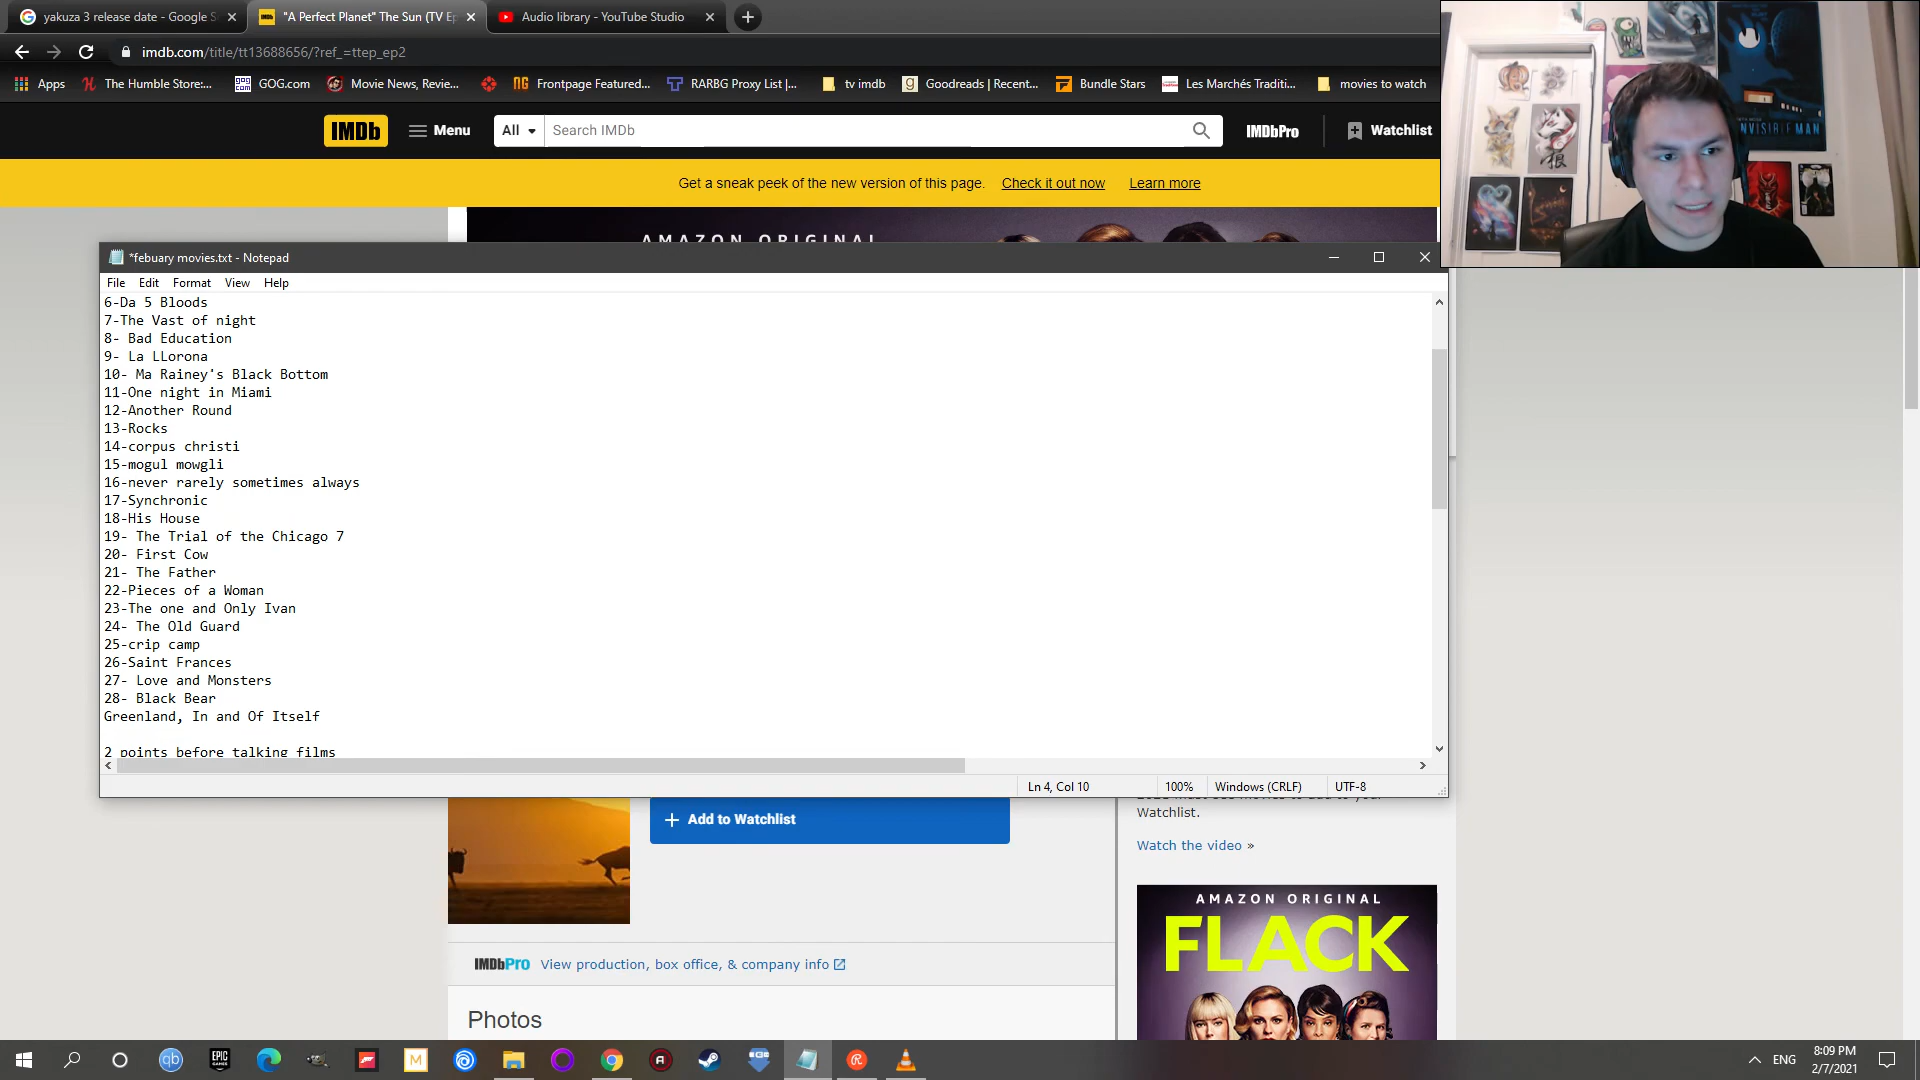 yakuza 3 release date - Google S
"A Perfect Planet" The Sun (TV Ep
Audio library - YouTube Studio
imdb.com/title/tt13688656/?ref_=ttep_ep2
Apps
The Humble Store:...
GOG.com
Movie News, Revie...
Frontpage Featured...
RARBG Proxy List |...
tv imdb
Goodreads | Recent...
Bundle Stars
Les Marchés Traditi...
movies to watch
IMDb
Menu
All
Search IMDb
IMDbPro
Watchlist
Get a sneak peek of the new version of this page. Check it out now Learn more
AMAZON ORIGINAL
INVISIBLE MAN
*febuary movies.txt - Notepad
File Edit Format View Help
6-Da 5 Bloods
7-The Vast of night
8- Bad Education
9- La LLorona
10- Ma Rainey's Black Bottom
11-One night in Miami
12-Another Round
13-Rocks
14-corpus christi
15-mogul mowgli
16-never rarely sometimes always
17-Synchronic
18-His House
19- The Trial of the Chicago 7
20- First Cow
21- The Father
22-Pieces of a Woman
23-The one and Only Ivan
24- The Old Guard
25-crip camp
26-Saint Frances
27- Love and Monsters
28- Black Bear
Greenland, In and Of Itself
2 points before talking films
Ln 4, Col 10
100%
Windows (CRLF)
UTF-8
Add to Watchlist
Watchlist.
Watch the video »
AMAZON ORIGINAL
FLACK
IMDbPro View production, box office, & company info
Photos
ENG
8:09 PM
2/7/2021